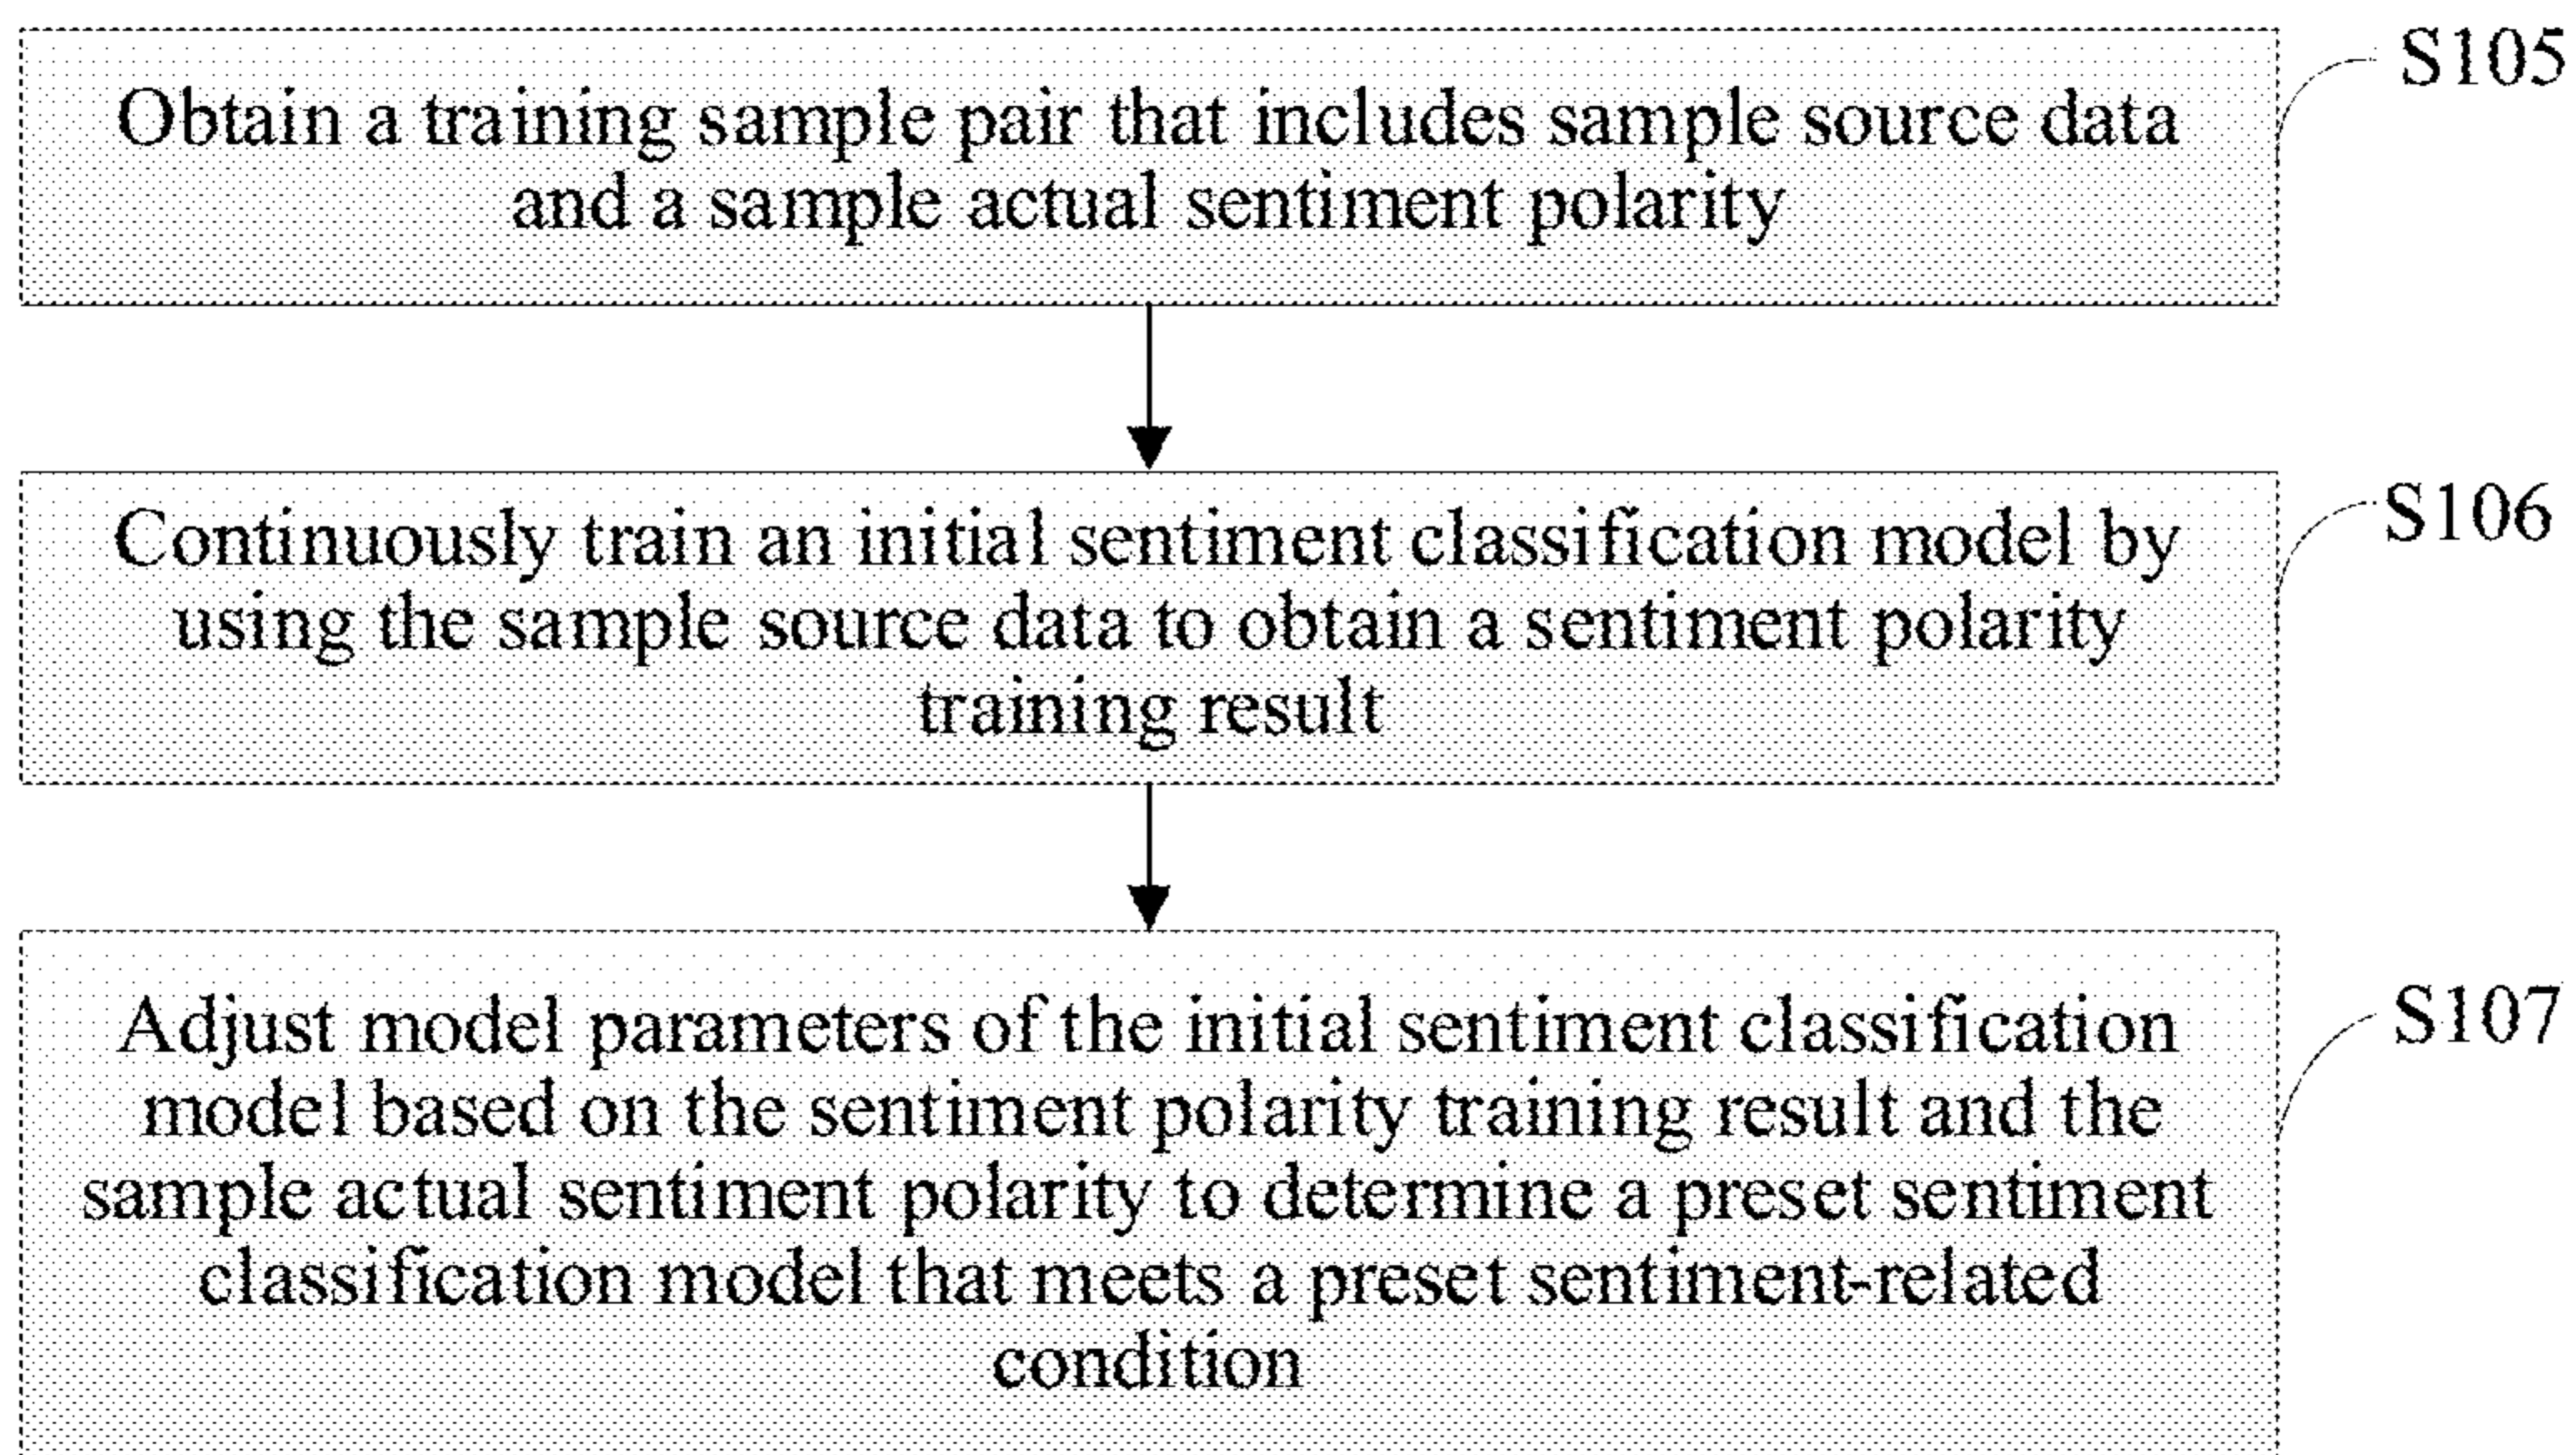 Obtain a training sample pair that includes sample source data
and a sample actual sentiment polarity
S105
Continuously train an initial sentiment classification model by
using the sample source data to obtain a sentiment polarity
training result
S106
Adjust model parameters of the initial sentiment classification
model based on the sentiment polarity training result and the
sample actual sentiment polarity to determine a preset sentiment
classification model that meets a preset sentiment-related
condition
S107